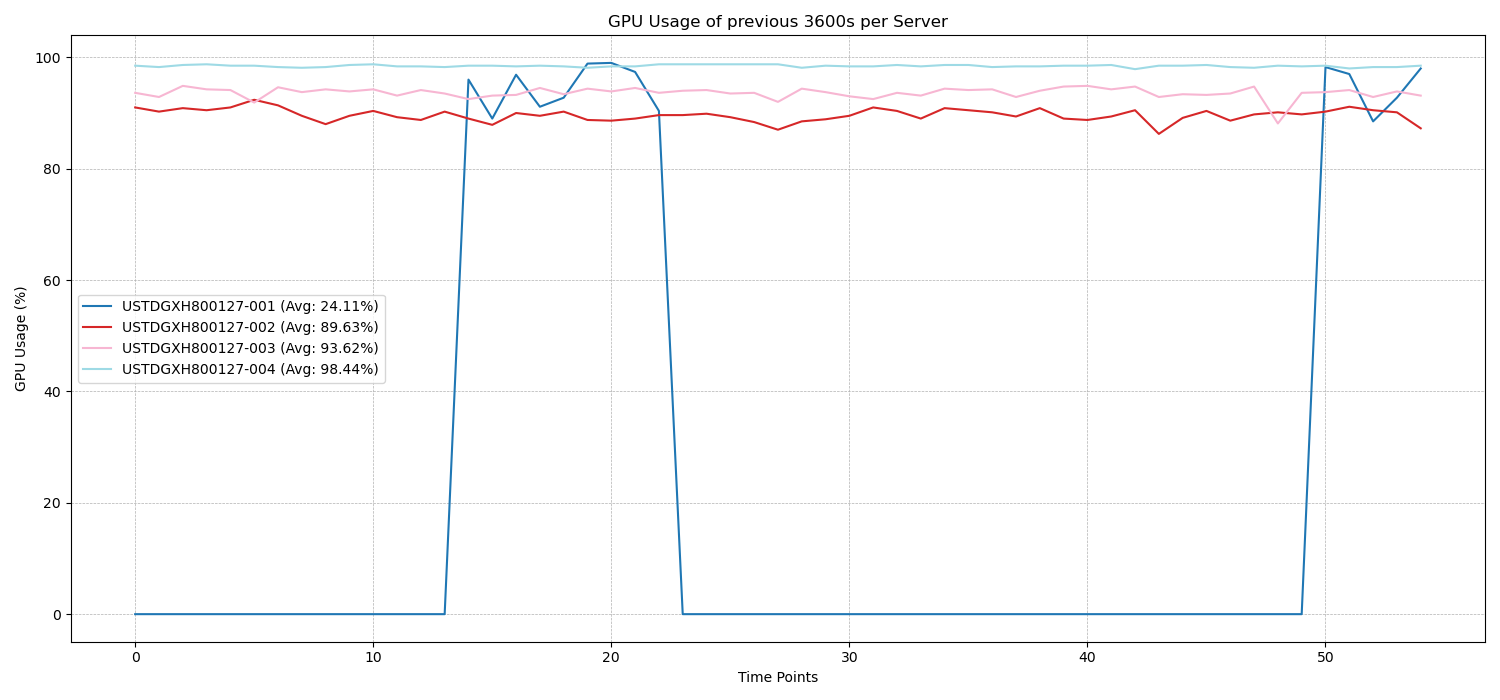 GPU Usage of previous 3600s per Server
GPU Usage (%)
100
80
60
40
20
0
USTDGXH800127-001 (Avg: 24.11%)
USTDGXH800127-002 (Avg: 89.63%)
USTDGXH800127-003 (Avg: 93.62%)
USTDGXH800127-004 (Avg: 98.44%)
0 10 20 30 40 50
Time Points